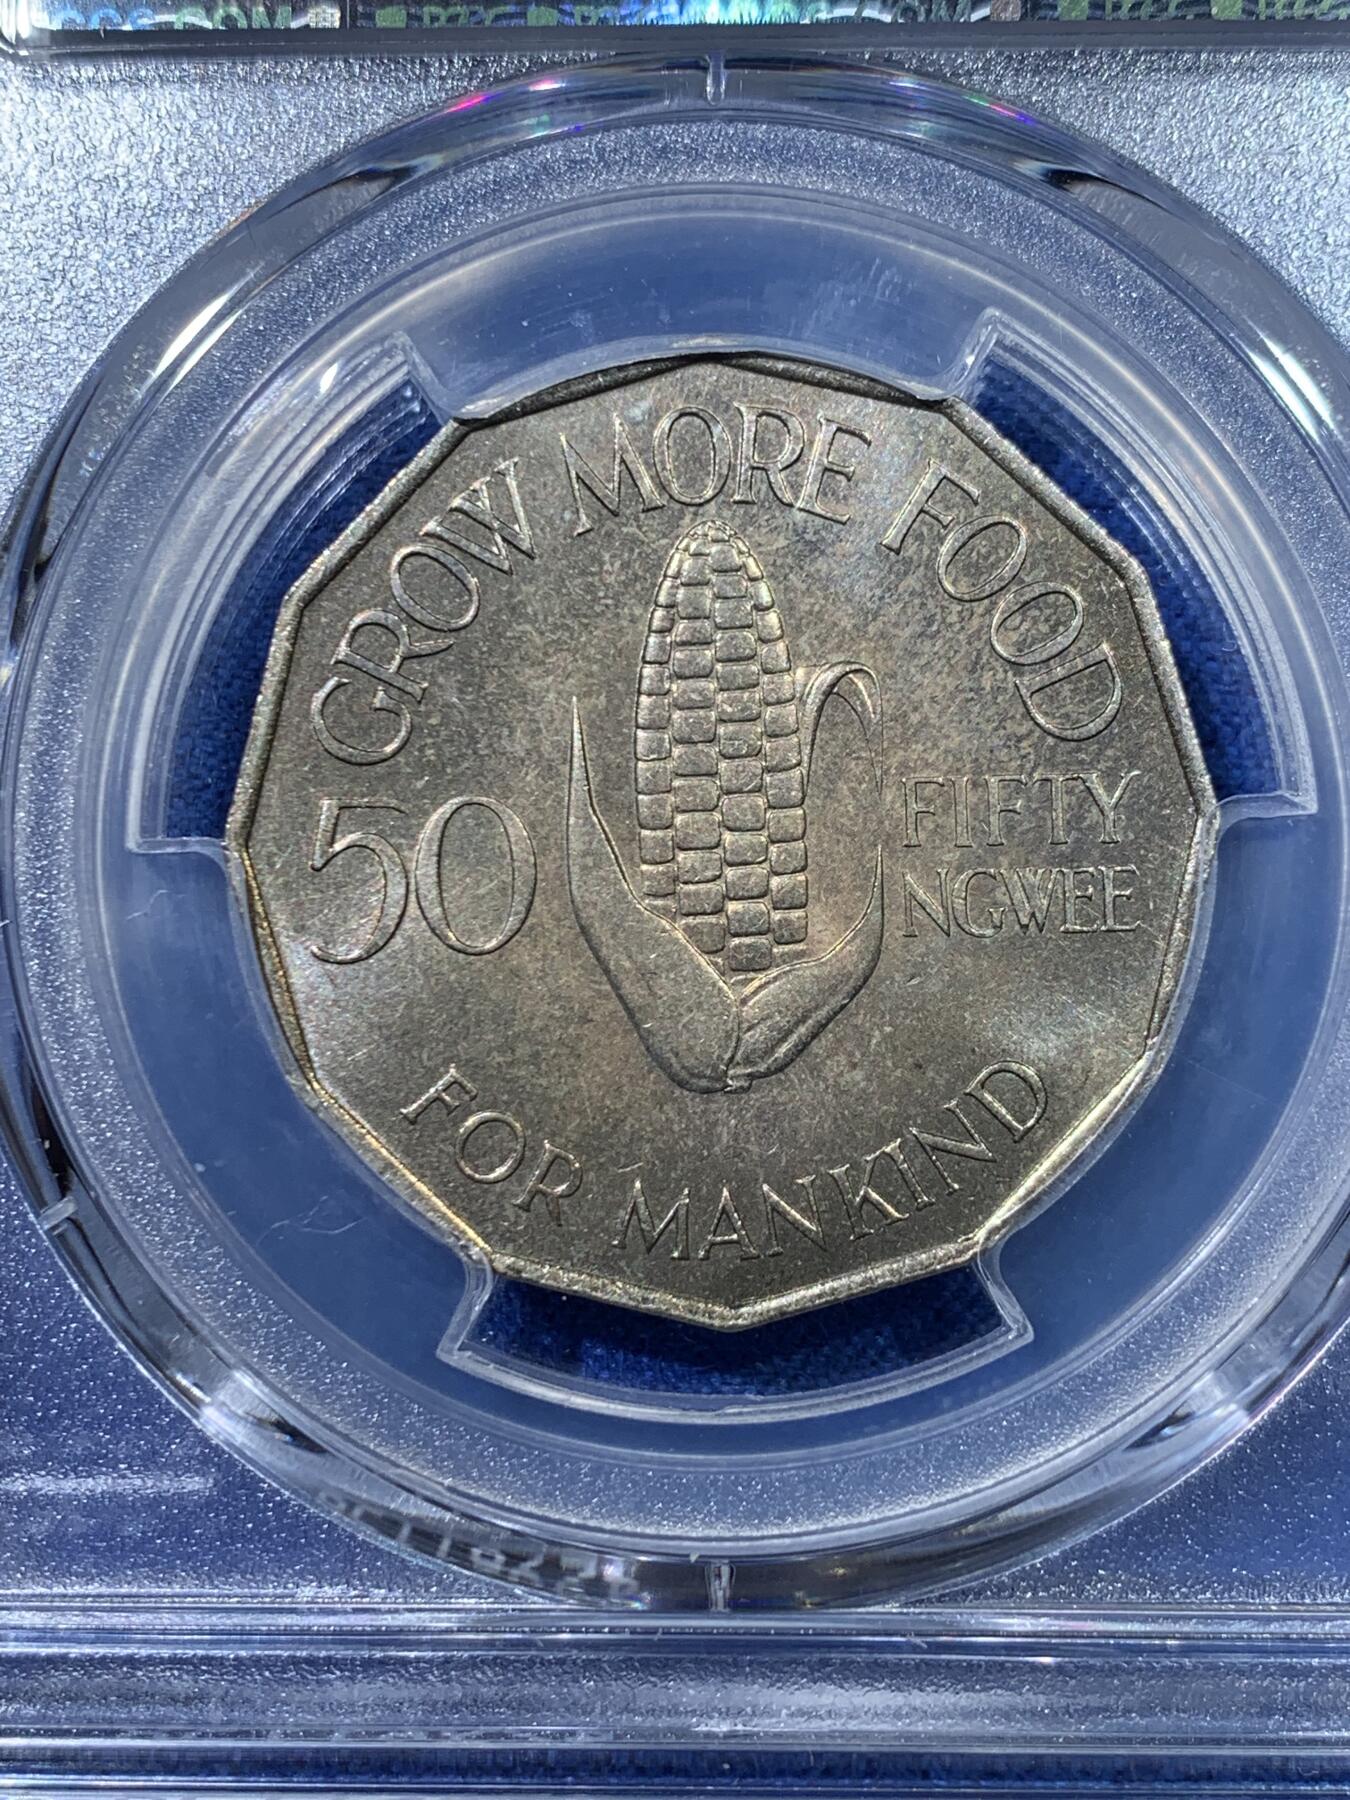 GROW MORE FOOD
50
FIFTY
NGWEE
FOR MANKIND